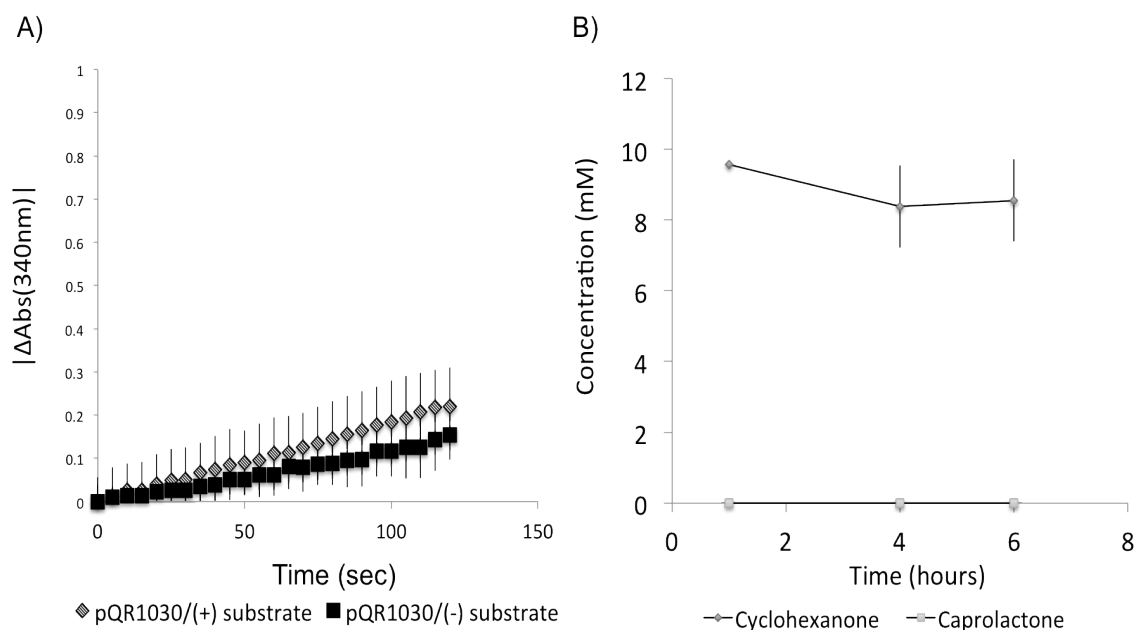 A)
1
0.9
0.8
0.7
0.6
0.5
0.4
0.3
0.2
0.1
0
|ΔAbs(340nm)|
0 50 100 150
Time (sec)
pQR1030/(+) substrate pQR1030/(-) substrate
B)
12
10
8
6
4
2
0
Concentration (mM)
0 2 4 6 8
Time (hours)
Cyclohexanone Caprolactone